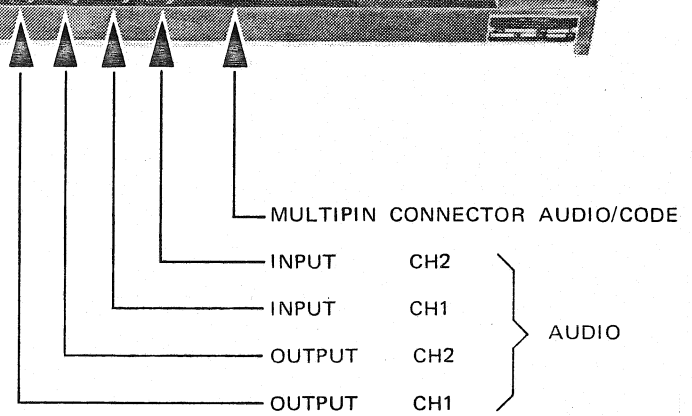 MULTIPIN CONNECTOR AUDIO/CODE
INPUT CH2
INPUT CH1
AUDIO
OUTPUT CH2
OUTPUT CH1